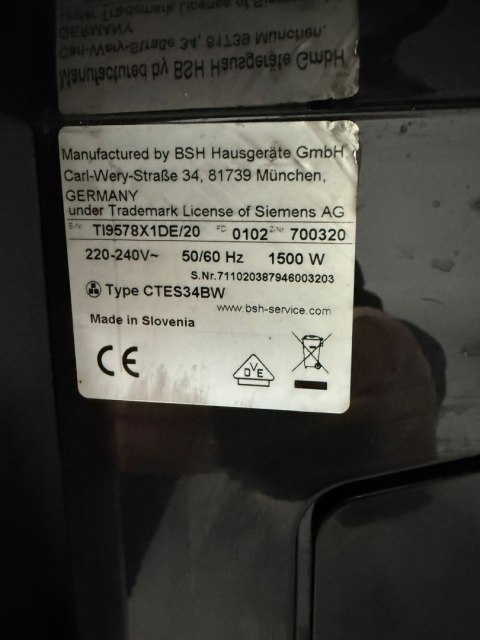 Manufactured by BSH Hausgeräte GmbH
Carl-Wery-Straße 34, 81739 München,
GERMANY
under Trademark License of Siemens AG
E-Nr. TI9578X1DE/20 FD 0102 Z-Nr 700320
220-240V~ 50/60 Hz 1500 W
S.Nr.711020387946003203
Type CTES34BW
www.bsh-service.com
Made in Slovenia
CE
DVE